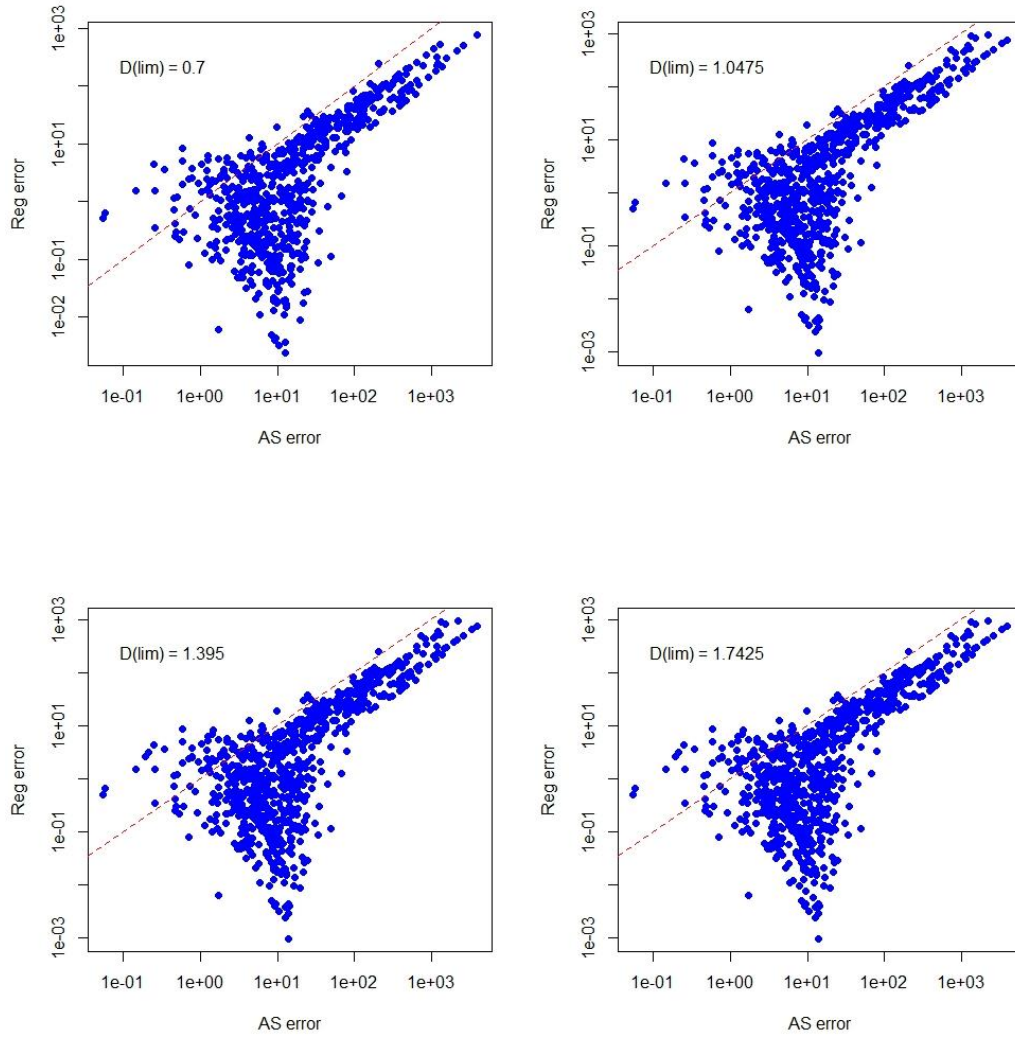 D(lim) = 0.7
Reg error
1e+03
1e+01
1e-01
1e-02
1e-01 1e+00 1e+01 1e+02 1e+03
AS error
D(lim) = 1.0475
Reg error
1e+03
1e+01
1e-01
1e-03
1e-01 1e+00 1e+01 1e+02 1e+03
AS error
D(lim) = 1.395
Reg error
1e+03
1e+01
1e-01
1e-03
1e-01 1e+00 1e+01 1e+02 1e+03
AS error
D(lim) = 1.7425
Reg error
1e+03
1e+01
1e-01
1e-03
1e-01 1e+00 1e+01 1e+02 1e+03
AS error